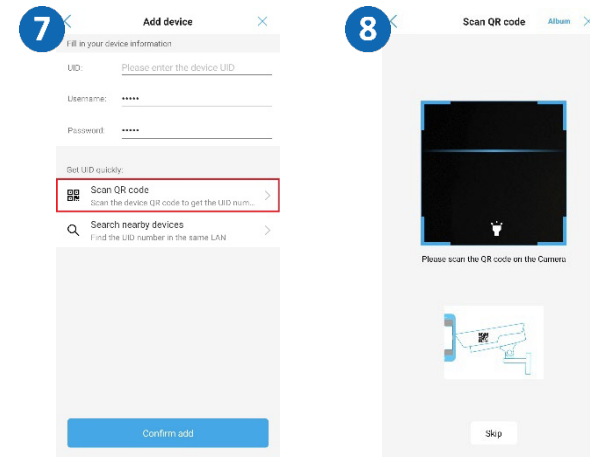 7
Add device
Fill in your device information
UID: Please enter the device UID
Username: •••••
Password: •••••
Get UID quickly:
Scan QR code
Scan the device QR code to get the UID num...
Search nearby devices
Find the UID number in the same LAN
Confirm add
8
Scan QR code Album
Please scan the QR code on the Camera
Skip